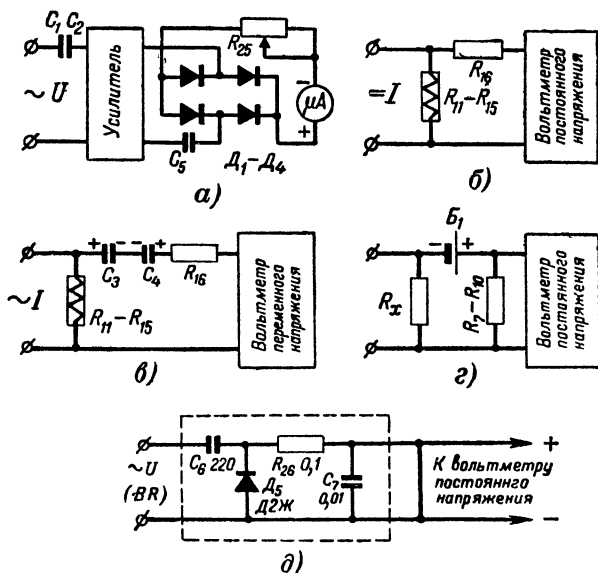 C₁ C₂
~ U
Усилитель
R₂₅
μA
−
+
C₅
Д₁–Д₄
а)
= I
R₁₆
R₁₁–R₁₅
Вольтметр
постоянного
напряжения
б)
~ I
+ − − +
C₃ C₄
R₁₆
R₁₁–R₁₅
Вольтметр
переменного
напряжения
в)
Б₁
− +
Rₓ
R₇–R₁₀
Вольтметр
постоянного
напряжения
г)
~ U
(-BR)
C₆ 220
R₂₆ 0,1
Д₅
Д2Ж
C₇
0,01
К вольтметру
постояннго
напряжения
+
−
д)